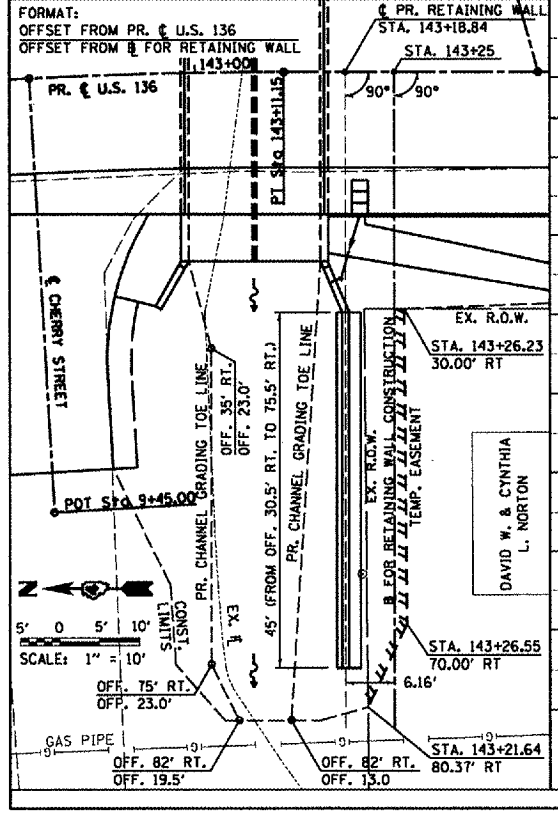 FORMAT:
OFFSET FROM PR. ℄ U.S. 136
OFFSET FROM B FOR RETAINING WALL
℄ PR. RETAINING WALL
STA. 143+18.84
STA. 143+25
143+00
PR. ℄ U.S. 136
PT Sta 143+11.15
90°
90°
℄ CHERRY STREET
POT Sta 9+45.00
PR. CHANNEL GRADING TOE LINE
OFF. 35' RT.
OFF. 23.0'
45' (FROM OFF. 30.5' RT. TO 75.5' RT.)
PR. CHANNEL GRADING TOE LINE
EX. R.O.W.
B FOR RETAINING WALL CONSTRUCTION
TEMP. EASEMENT
EX. R.O.W.
STA. 143+26.23
30.00' RT
DAVID W. & CYNTHIA
L. NORTON
N
5' 0 5' 10'
SCALE: 1" = 10'
CONST.
LIMITS
EX. ℄
STA. 143+26.55
70.00' RT
6.16'
OFF. 75' RT.
OFF. 23.0'
GAS PIPE
G
G
G
G
G
OFF. 82' RT.
OFF. 19.5'
OFF. 82' RT.
OFF. 13.0
STA. 143+21.64
80.37' RT